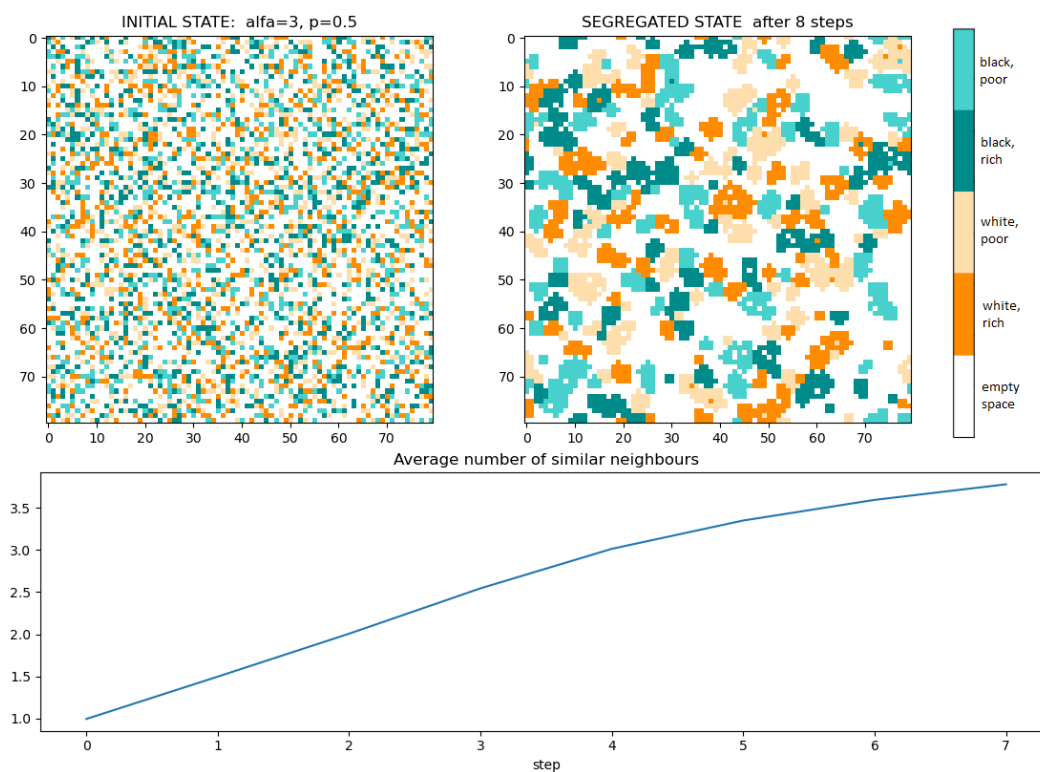 INITIAL STATE: alfa=3, p=0.5
0
10
20
30
40
50
60
70
0 10 20 30 40 50 60 70
SEGREGATED STATE after 8 steps
0
10
20
30
40
50
60
70
0 10 20 30 40 50 60 70
black,
poor
black,
rich
white,
poor
white,
rich
empty
space
Average number of similar neighbours
3.5
3.0
2.5
2.0
1.5
1.0
0 1 2 3 4 5 6 7
step